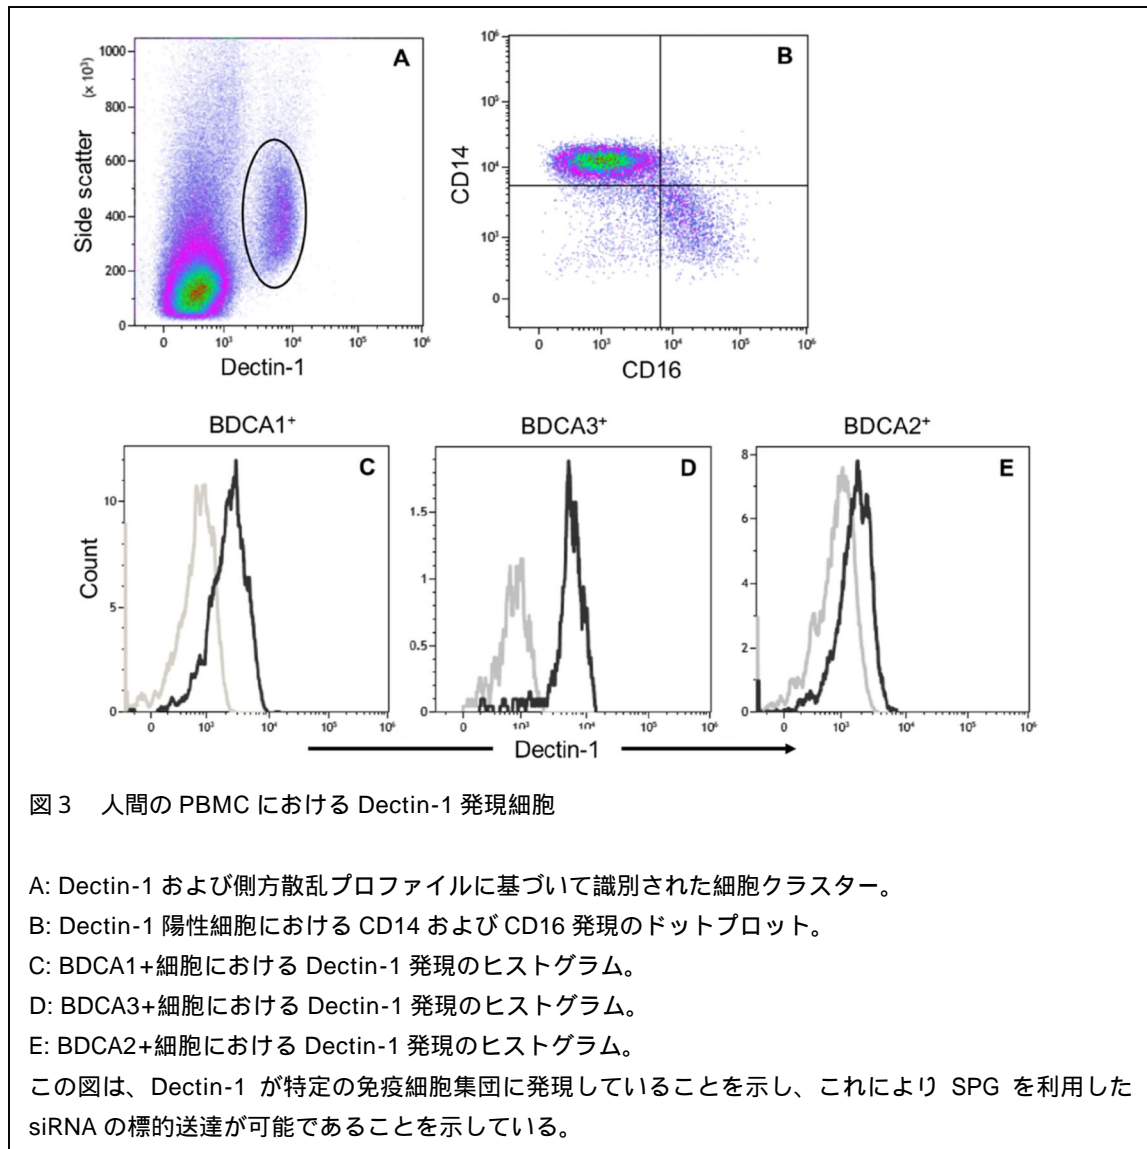 A
1000
(x 10³)
800
600
400
200
0
Side scatter
0 10³ 10⁴ 10⁵ 10⁶
Dectin-1
B
10⁶
10⁵
10⁴
10³
0
CD14
0 10³ 10⁴ 10⁵ 10⁶
CD16
BDCA1⁺
C
10
5
0
Count
0 10³ 10⁴ 10⁵ 10⁶
BDCA3⁺
D
1.5
1
0.5
0
0 10³ 10⁴ 10⁵ 10⁶
BDCA2⁺
E
8
6
4
2
0
0 10³ 10⁴ 10⁵ 10⁶
Dectin-1
図３ 人間の PBMC における Dectin-1 発現細胞
A: Dectin-1 および側方散乱プロファイルに基づいて識別された細胞クラスター。
B: Dectin-1 陽性細胞における CD14 および CD16 発現のドットプロット。
C: BDCA1+細胞における Dectin-1 発現のヒストグラム。
D: BDCA3+細胞における Dectin-1 発現のヒストグラム。
E: BDCA2+細胞における Dectin-1 発現のヒストグラム。
この図は、Dectin-1 が特定の免疫細胞集団に発現していることを示し、これにより SPG を利用した
siRNA の標的送達が可能であることを示している。